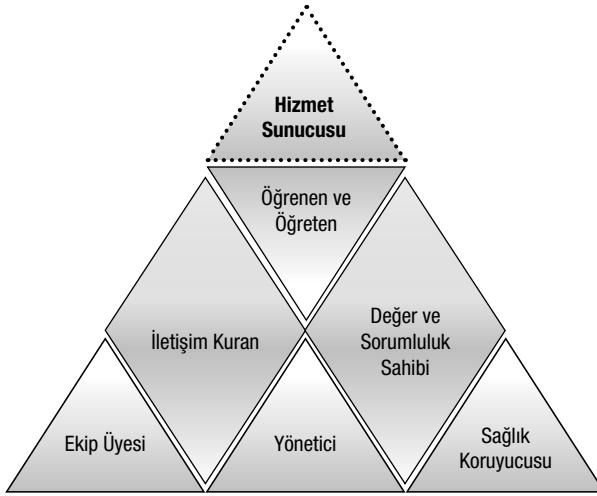 Hizmet
Sunucusu
Öğrenen ve
Öğreten
İletişim Kuran
Değer ve
Sorumluluk
Sahibi
Ekip Üyesi
Yönetici
Sağlık
Koruyucusu